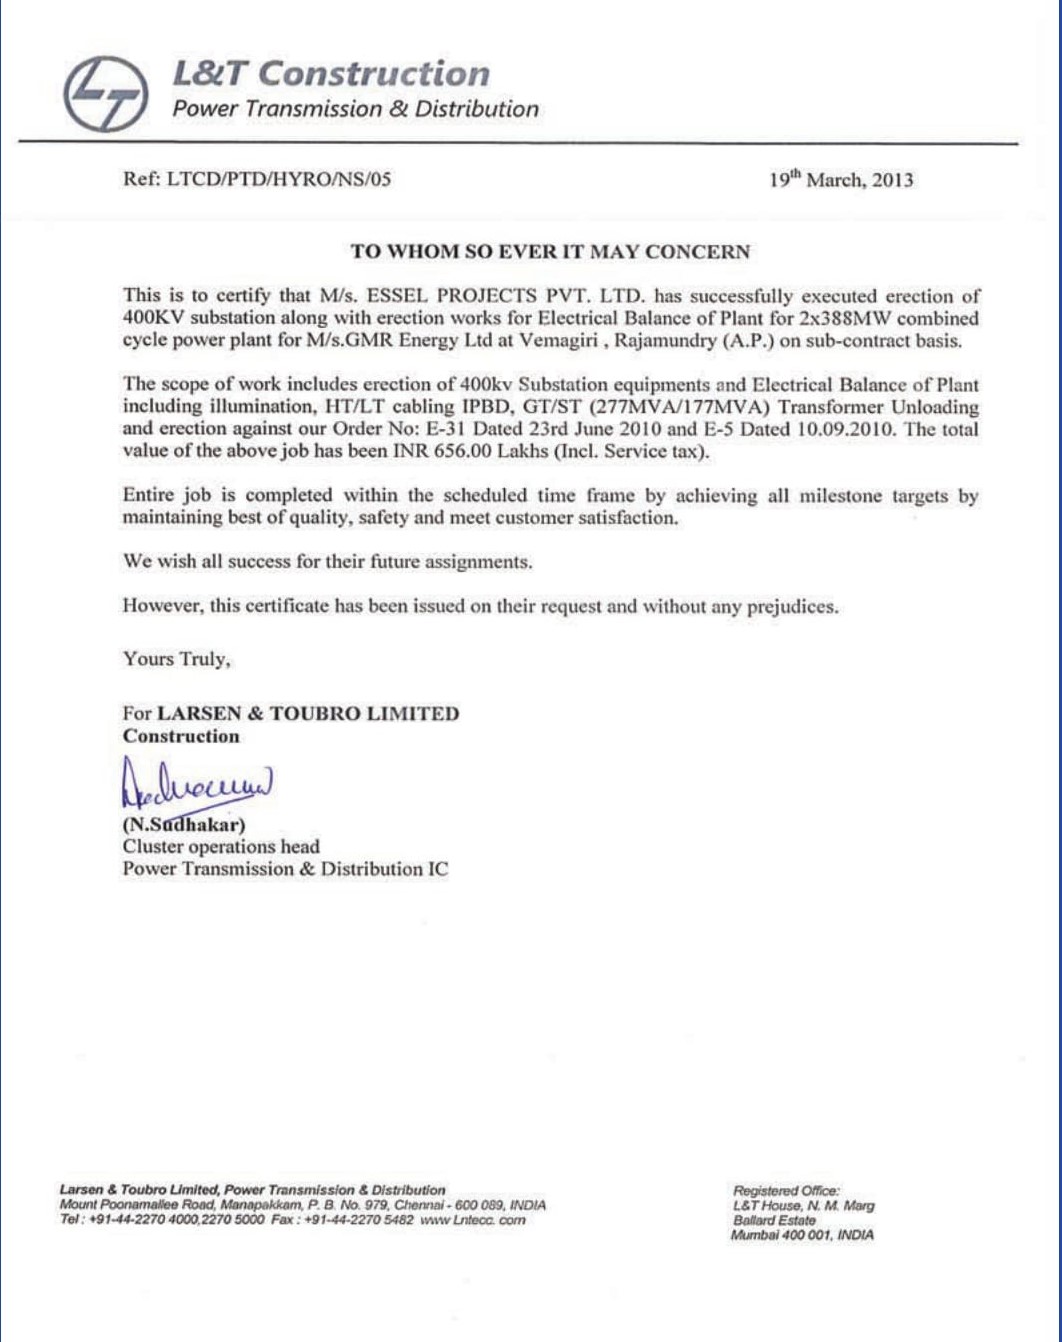 LT
L&T Construction
Power Transmission & Distribution
Ref: LTCD/PTD/HYRO/NS/05
19th March, 2013
TO WHOM SO EVER IT MAY CONCERN
This is to certify that M/s. ESSEL PROJECTS PVT. LTD. has successfully executed erection of
400KV substation along with erection works for Electrical Balance of Plant for 2x388MW combined
cycle power plant for M/s.GMR Energy Ltd at Vemagiri , Rajamundry (A.P.) on sub-contract basis.
The scope of work includes erection of 400kv Substation equipments and Electrical Balance of Plant
including illumination, HT/LT cabling IPBD, GT/ST (277MVA/177MVA) Transformer Unloading
and erection against our Order No: E-31 Dated 23rd June 2010 and E-5 Dated 10.09.2010. The total
value of the above job has been INR 656.00 Lakhs (Incl. Service tax).
Entire job is completed within the scheduled time frame by achieving all milestone targets by
maintaining best of quality, safety and meet customer satisfaction.
We wish all success for their future assignments.
However, this certificate has been issued on their request and without any prejudices.
Yours Truly,
For LARSEN & TOUBRO LIMITED
Construction
(N.Sudhakar)
Cluster operations head
Power Transmission & Distribution IC
Larsen & Toubro Limited, Power Transmission & Distribution
Mount Poonamallee Road, Manapakkam, P. B. No. 979, Chennai - 600 089, INDIA
Tel : +91-44-2270 4000,2270 5000 Fax : +91-44-2270 5482 www Lntecc. com
Registered Office:
L&T House, N. M. Marg
Ballard Estate
Mumbai 400 001, INDIA